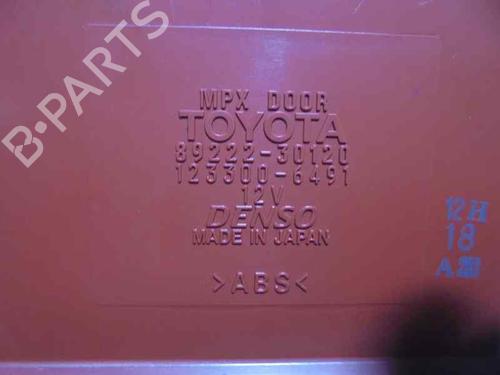 B-PARTS
MPX DOOR
TOYOTA
89222-30120
123300-6491
12V
DENSO
MADE IN JAPAN
>ABS<
12H
18